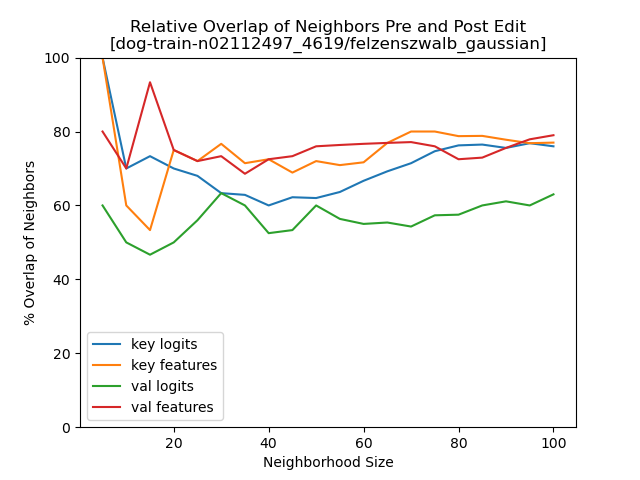 Relative Overlap of Neighbors Pre and Post Edit
[dog-train-n02112497_4619/felzenszwalb_gaussian]
100
80
60
40
20
0
% Overlap of Neighbors
key logits
key features
val logits
val features
20 40 60 80 100
Neighborhood Size